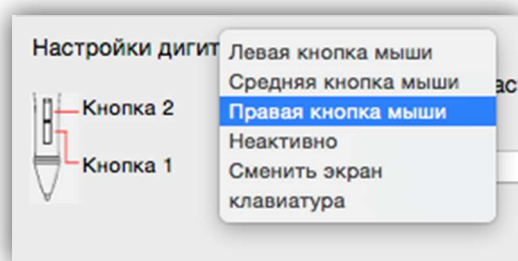 Настройки дигит
Левая кнопка мыши
Средняя кнопка мыши
Правая кнопка мыши
Неактивно
Сменить экран
клавиатура
Кнопка 2
Кнопка 1